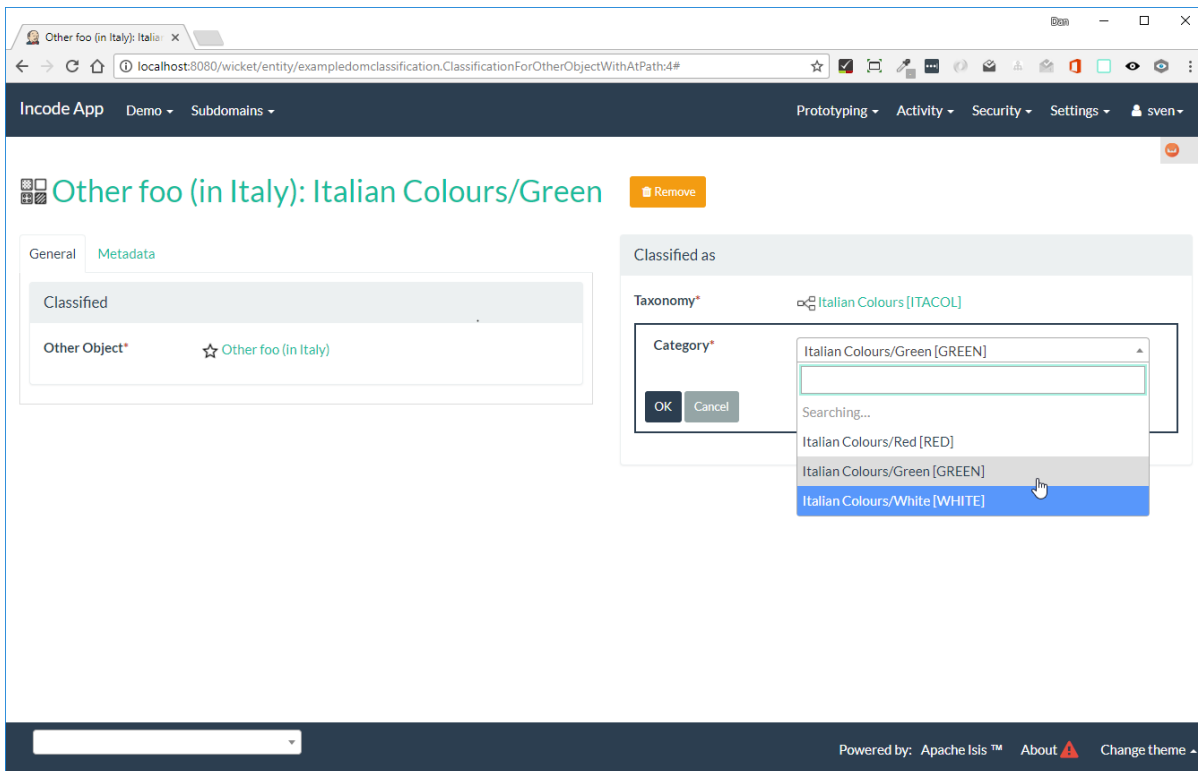 Dan
Other foo (in Italy): Italia
localhost:8080/wicket/entity/exampledomclassification.ClassificationForOtherObjectWithAtPath:4#
Incode App Demo Subdomains Prototyping Activity Security Settings sven
Other foo (in Italy): Italian Colours/Green Remove
General Metadata
Classified
Other Object* Other foo (in Italy)
Classified as
Taxonomy* Italian Colours [ITACOL]
Category* Italian Colours/Green [GREEN]
OK Cancel
Searching...
Italian Colours/Red [RED]
Italian Colours/Green [GREEN]
Italian Colours/White [WHITE]
Powered by: Apache Isis ™ About Change theme